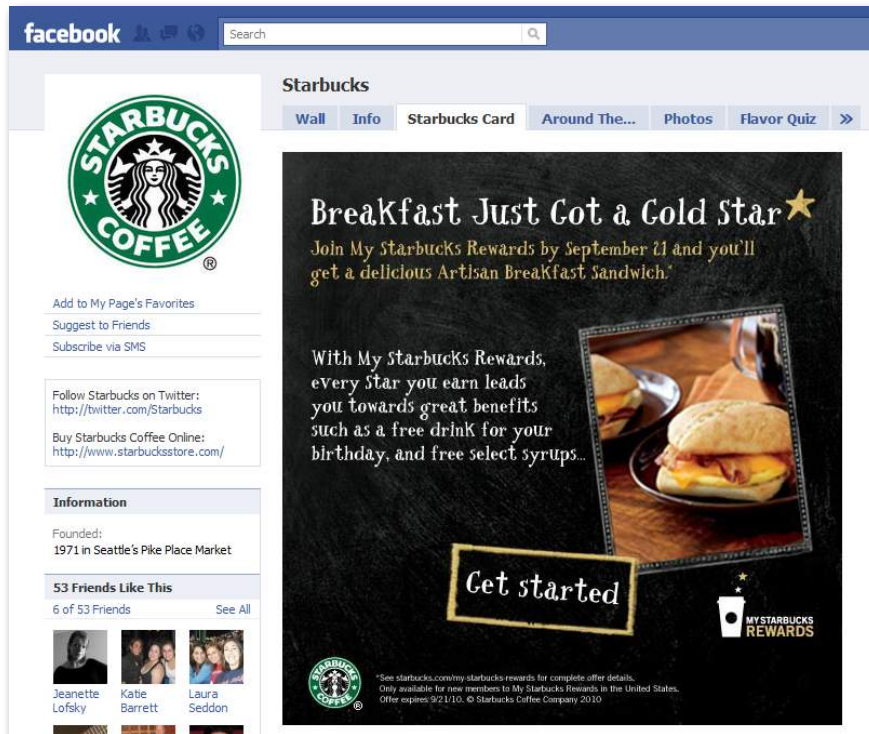 facebook
Search
STARBUCKS
COFFEE
®
Add to My Page's Favorites
Suggest to Friends
Subscribe via SMS
Follow Starbucks on Twitter:
http://twitter.com/Starbucks
Buy Starbucks Coffee Online:
http://www.starbucksstore.com/
Information
Founded:
1971 in Seattle's Pike Place Market
53 Friends Like This
6 of 53 Friends See All
Jeanette Katie Laura
Lofsky Barrett Seddon
Starbucks
Wall Info Starbucks Card Around The... Photos Flavor Quiz »
Breakfast Just Got a Gold Star
Join My Starbucks Rewards by September 21 and you'll
get a delicious Artisan Breakfast Sandwich.*
With My Starbucks Rewards,
every Star you earn leads
you towards great benefits
such as a free drink for your
birthday, and free select syrups...
Get started
MY STARBUCKS
REWARDS
STARBUCKS
COFFEE
®
*See starbucks.com/my-starbucks-rewards for complete offer details.
Only available for new members to My Starbucks Rewards in the United States.
Offer expires 9/21/10. © Starbucks Coffee Company 2010